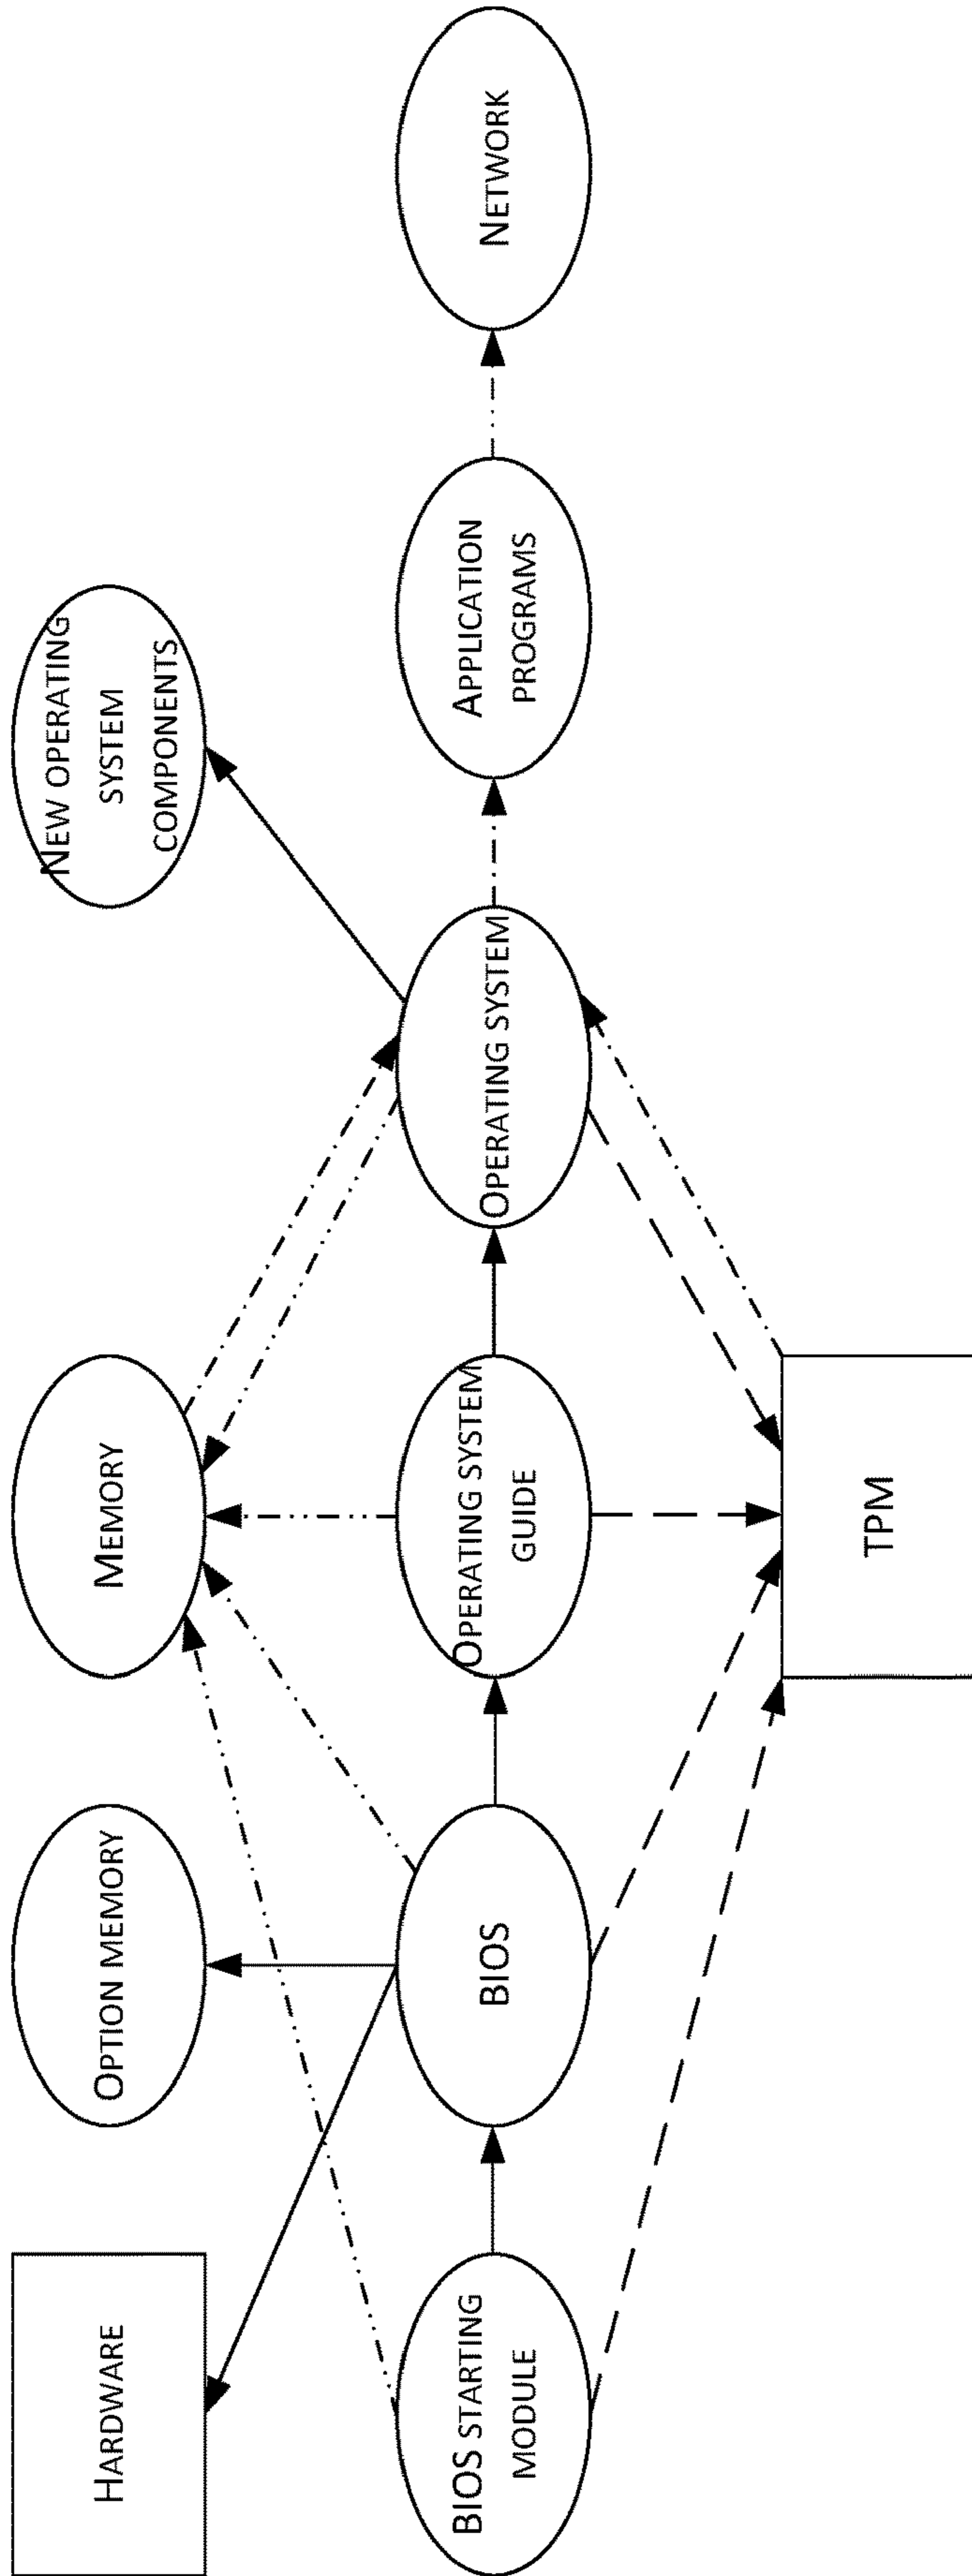 HARDWARE
OPTION MEMORY
MEMORY
NEW OPERATING
SYSTEM
COMPONENTS
BIOS STARTING
MODULE
BIOS
OPERATING SYSTEM
GUIDE
OPERATING SYSTEM
APPLICATION
PROGRAMS
NETWORK
TPM